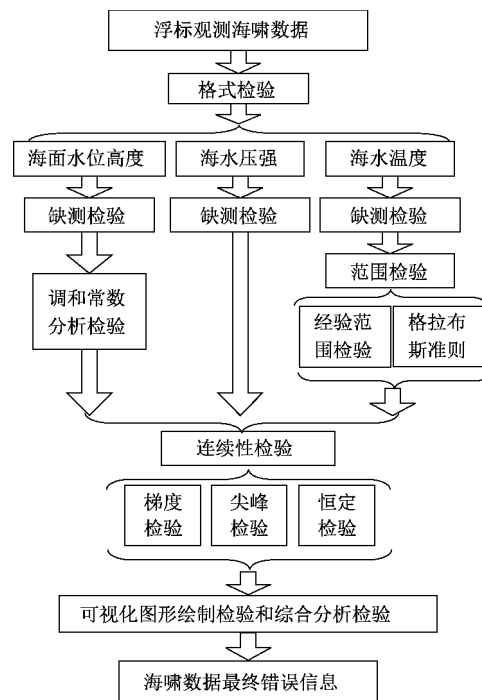 浮标观测海啸数据
格式检验
海面水位高度
海水压强
海水温度
缺测检验
缺测检验
缺测检验
调和常数
分析检验
范围检验
经验范
围检验
格拉布
斯准则
连续性检验
梯度
检验
尖峰
检验
恒定
检验
可视化图形绘制检验和综合分析检验
海啸数据最终错误信息